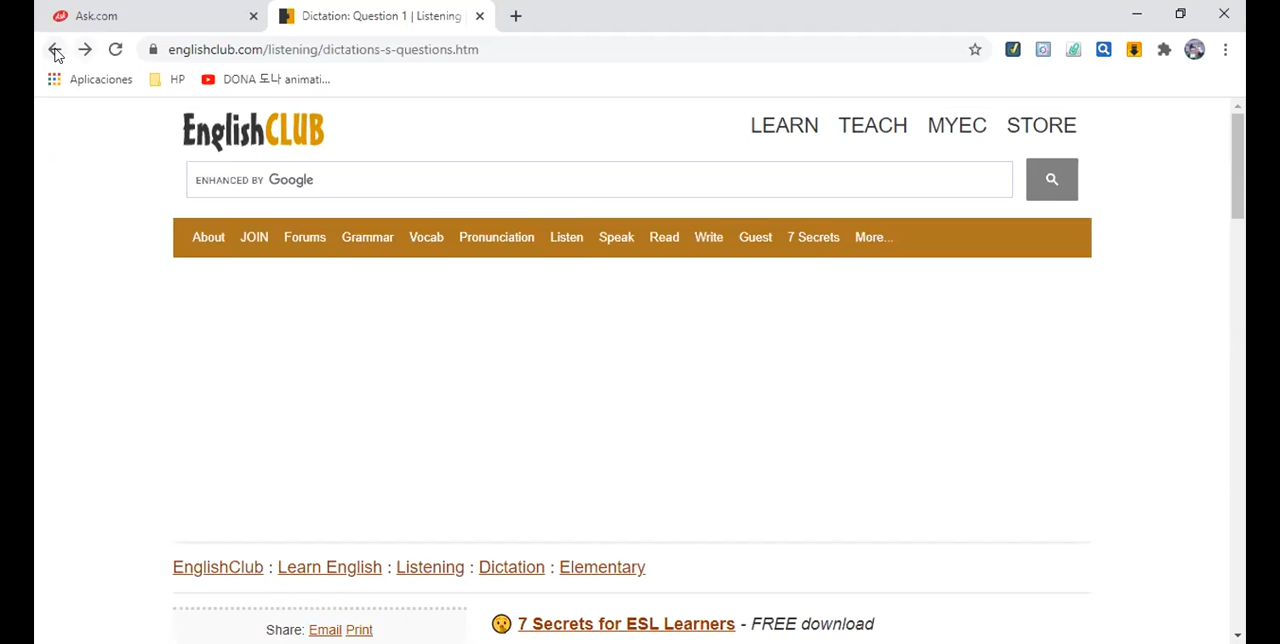 Ask.com
Dictation: Question 1 | Listening
englishclub.com/listening/dictations-s-questions.htm
Aplicaciones HP DONA 도나 animati...
EnglishCLUB
LEARN TEACH MYEC STORE
ENHANCED BY Google
About JOIN Forums Grammar Vocab Pronunciation Listen Speak Read Write Guest 7 Secrets More...
EnglishClub : Learn English : Listening : Dictation : Elementary
Share: Email Print
7 Secrets for ESL Learners - FREE download